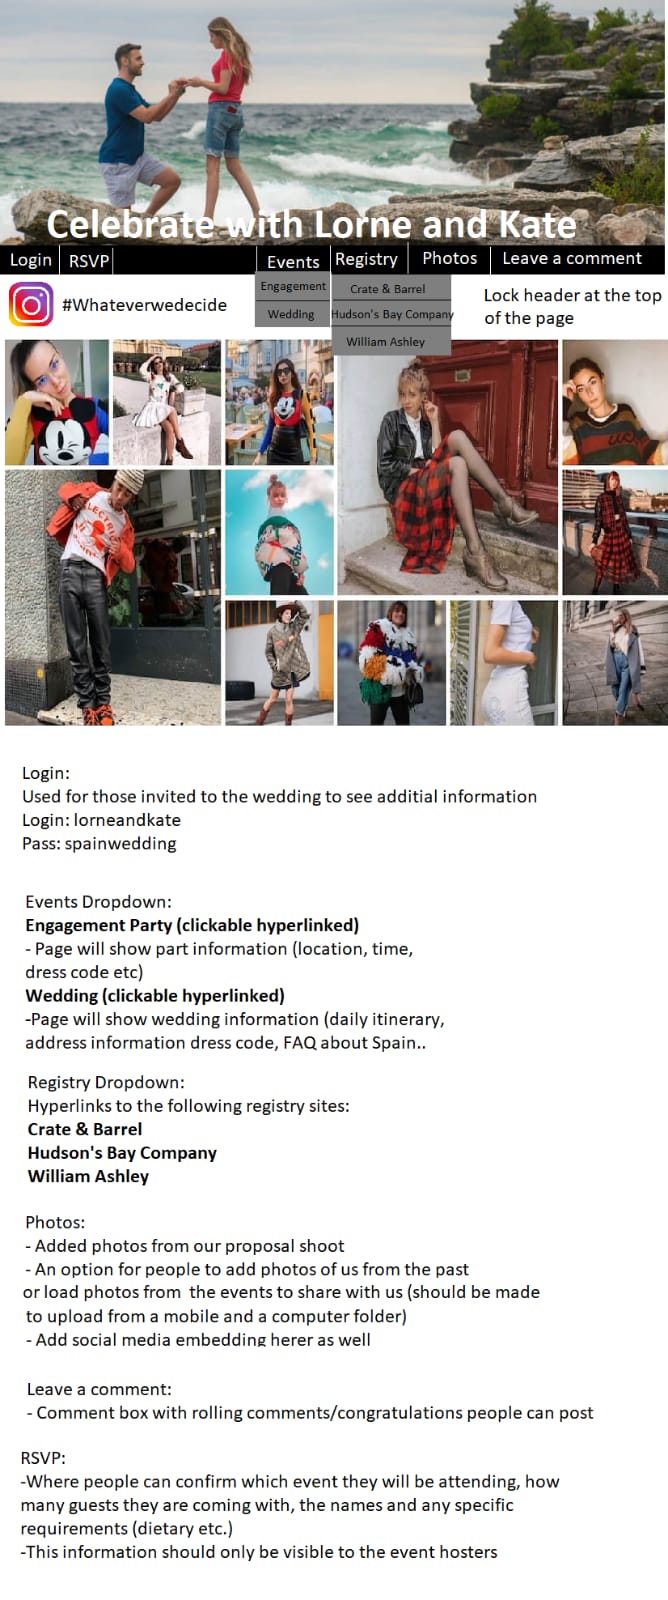 Celebrate with Lorne and Kate
Login RSVP Events Registry Photos Leave a comment
Engagement
Wedding
Crate & Barrel
Hudson's Bay Company
William Ashley
#Whateverwedecide
Lock header at the top
of the page
Login:
Used for those invited to the wedding to see additial information
Login: lorneandkate
Pass: spainwedding
Events Dropdown:
Engagement Party (clickable hyperlinked)
- Page will show part information (location, time,
dress code etc)
Wedding (clickable hyperlinked)
-Page will show wedding information (daily itinerary,
address information dress code, FAQ about Spain..
Registry Dropdown:
Hyperlinks to the following registry sites:
Crate & Barrel
Hudson's Bay Company
William Ashley
Photos:
- Added photos from our proposal shoot
- An option for people to add photos of us from the past
or load photos from the events to share with us (should be made
to upload from a mobile and a computer folder)
- Add social media embedding herer as well
Leave a comment:
- Comment box with rolling comments/congratulations people can post
RSVP:
-Where people can confirm which event they will be attending, how
many guests they are coming with, the names and any specific
requirements (dietary etc.)
-This information should only be visible to the event hosters